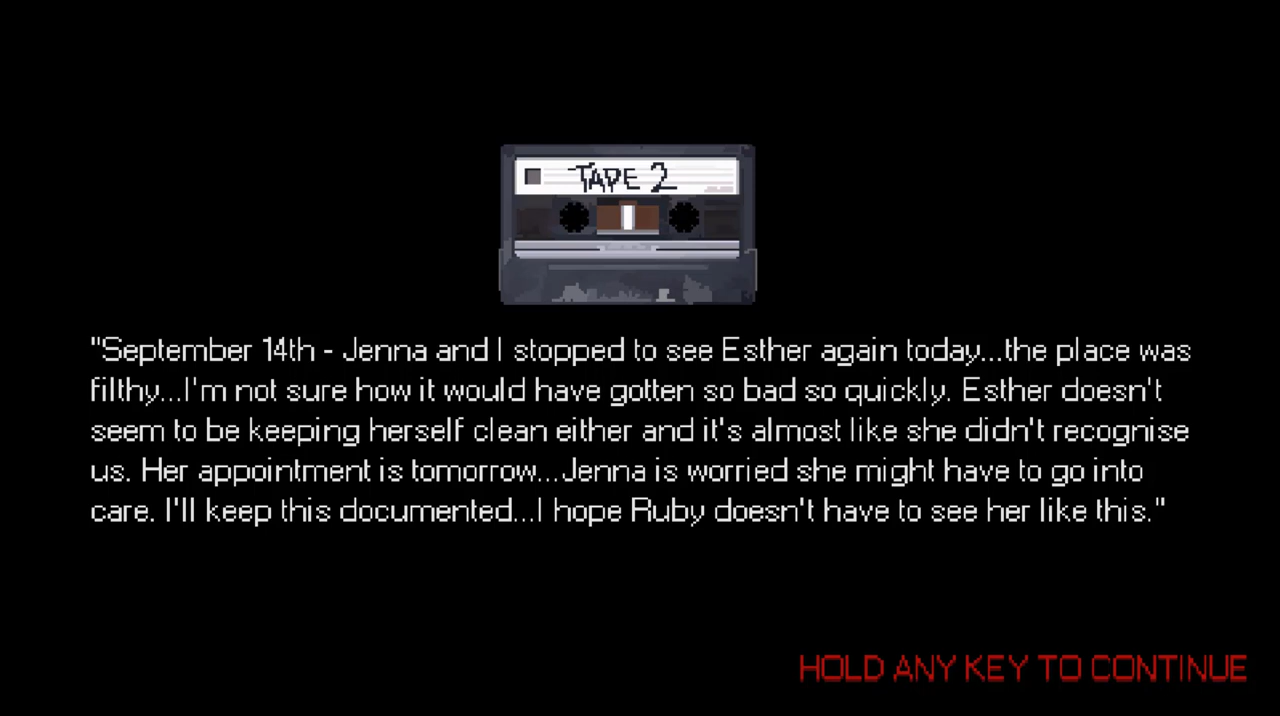 TAPE 2
"September 14th - Jenna and I stopped to see Esther again today...the place was
filthy...I'm not sure how it would have gotten so bad so quickly. Esther doesn't
seem to be keeping herself clean either and it's almost like she didn't recognise
us. Her appointment is tomorrow...Jenna is worried she might have to go into
care. I'll keep this documented...I hope Ruby doesn't have to see her like this."
HOLD ANY KEY TO CONTINUE